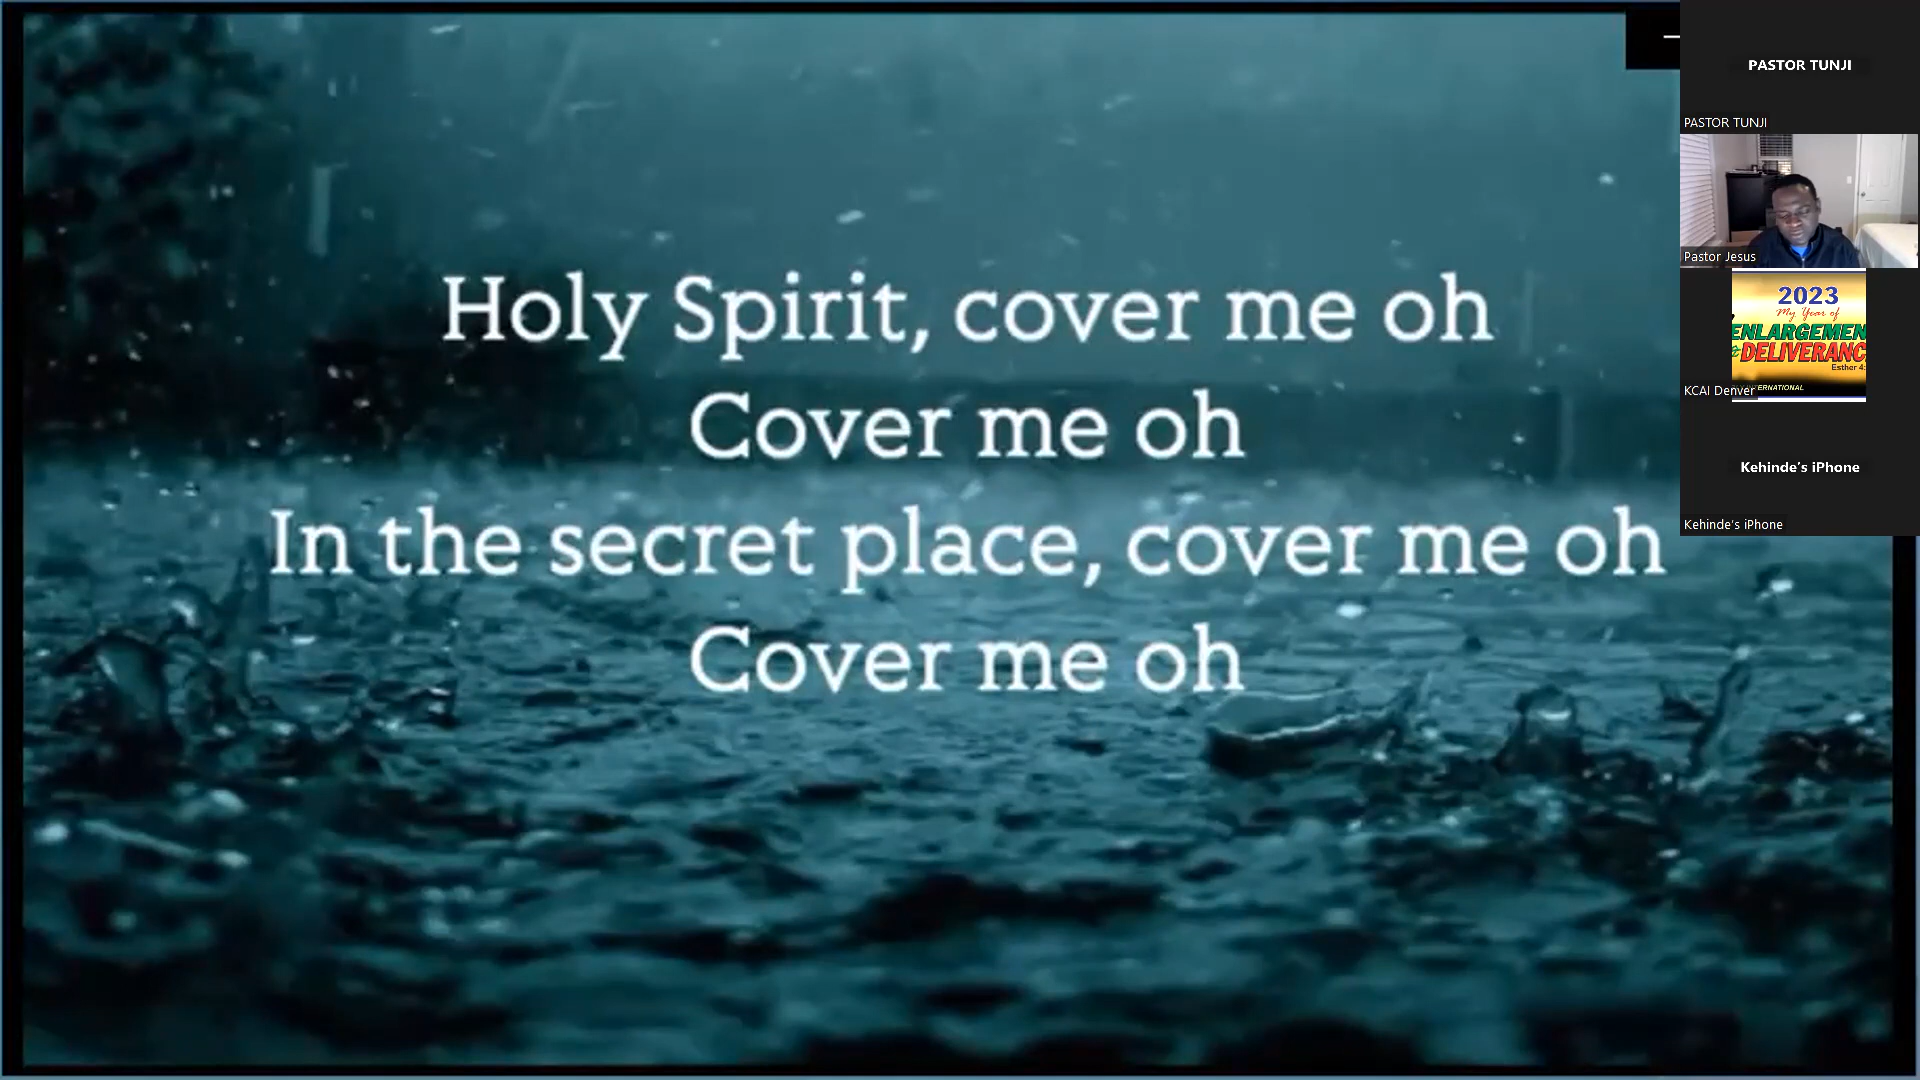 Holy Spirit, cover me oh
Cover me oh
In the secret place, cover me oh
Cover me oh
PASTOR TUNJI
PASTOR TUNJI
Pastor Jesus
2023
My Year of
ENLARGEMEN
DELIVERANC
Esther 4:
ERNATIONAL
KCAI Denver
Kehinde's iPhone
Kehinde's iPhone